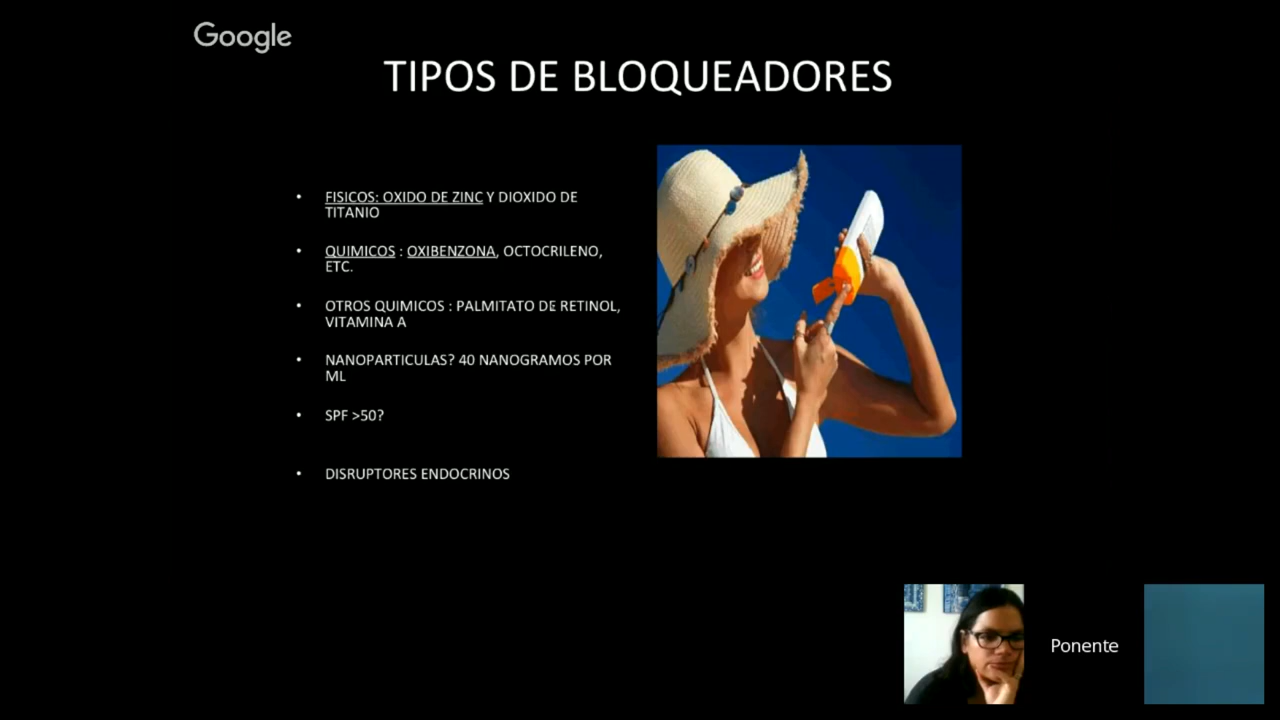 Google
TIPOS DE BLOQUEADORES
• FISICOS: OXIDO DE ZINC Y DIOXIDO DE
TITANIO
• QUIMICOS : OXIBENZONA, OCTOCRILENO,
ETC.
• OTROS QUIMICOS : PALMITATO DE RETINOL,
VITAMINA A
• NANOPARTICULAS? 40 NANOGRAMOS POR
ML
• SPF >50?
• DISRUPTORES ENDOCRINOS
Ponente